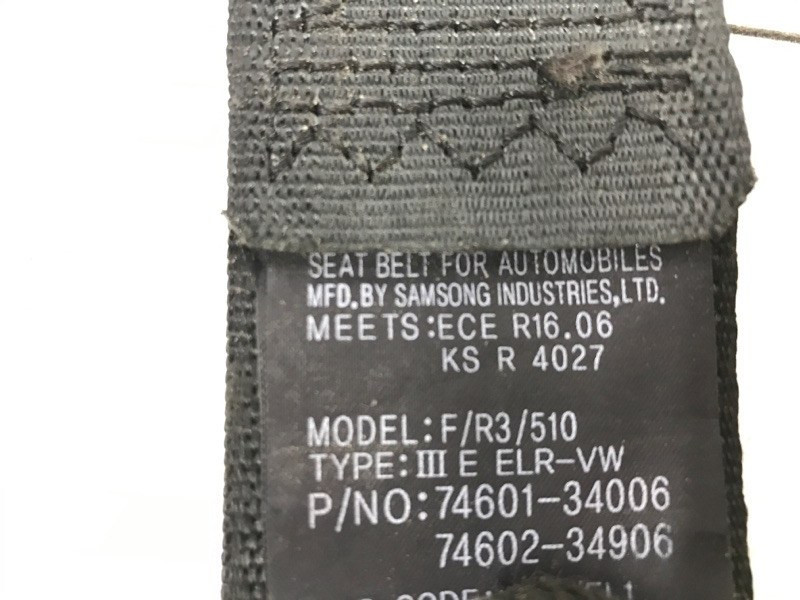 SEAT BELT FOR AUTOMOBILES
MFD.BY SAMSONG INDUSTRIES,LTD.
MEETS:ECE R16.06
KS R 4027
MODEL:F/R3/510
TYPE:III E ELR-VW
P/NO:74601-34006
74602-34906
CODE: